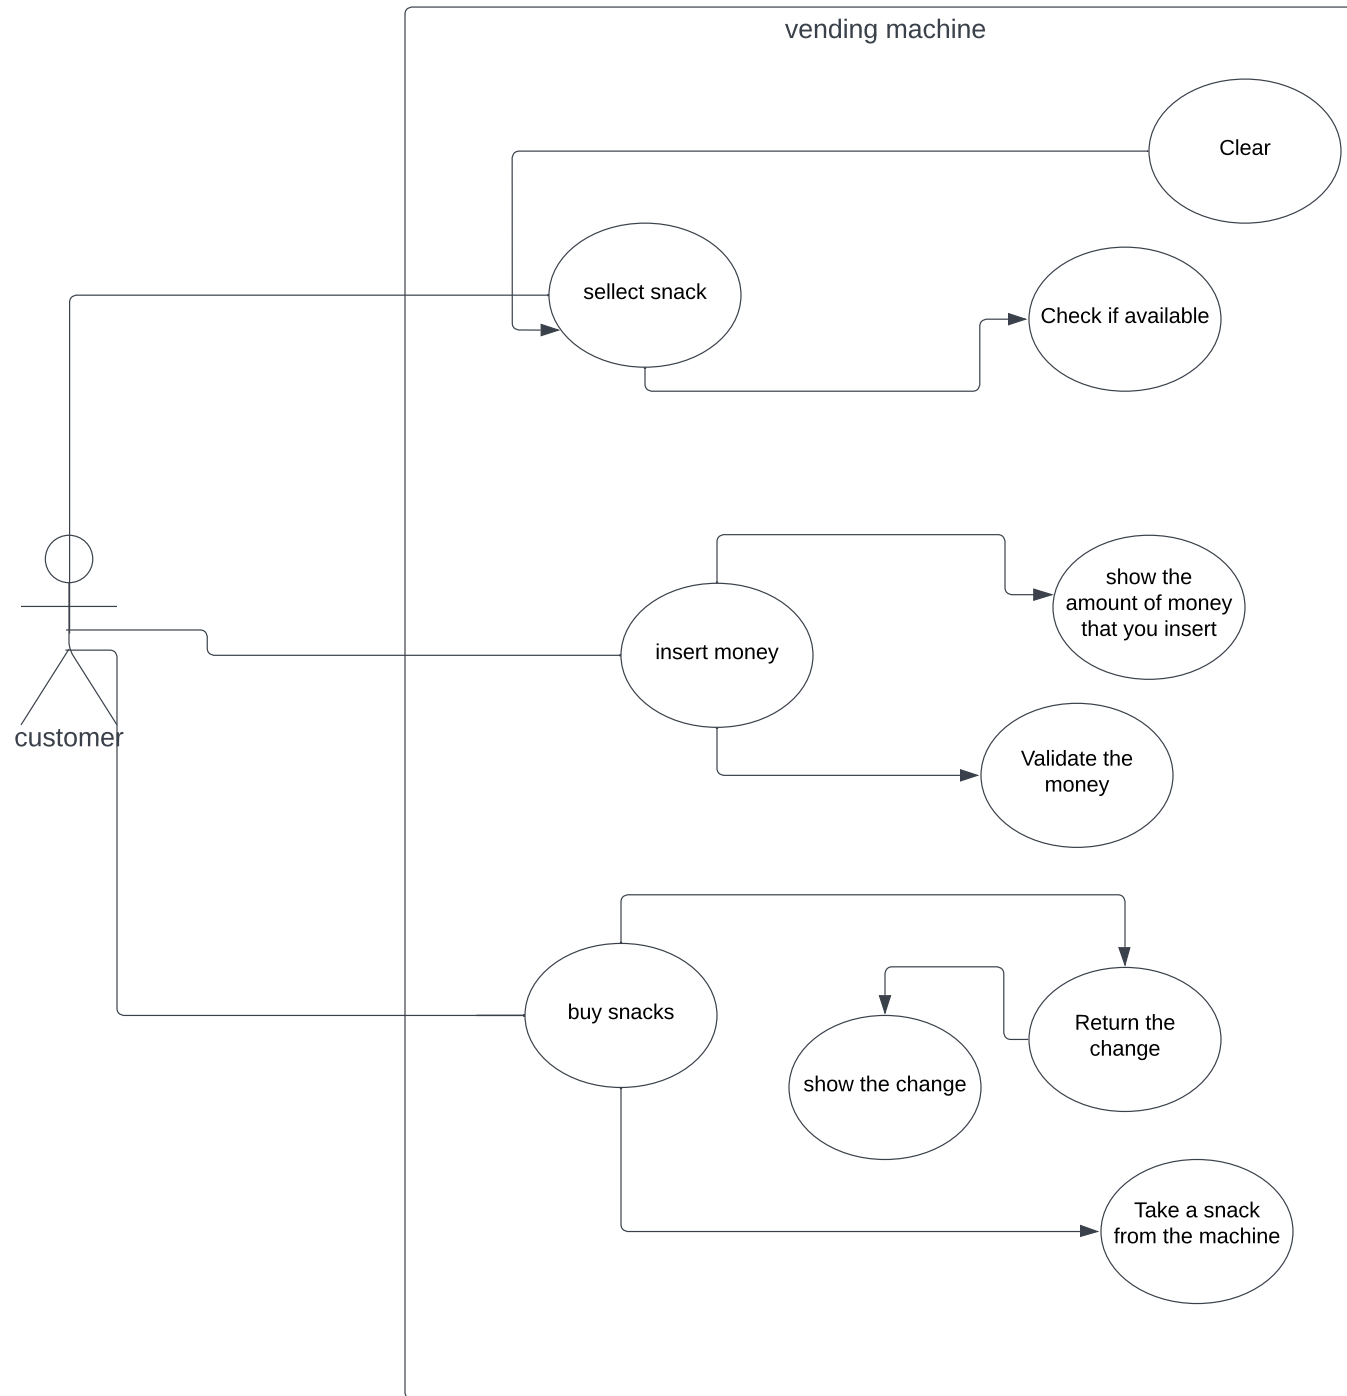 vending machine
Clear
sellect snack
Check if available
show the
amount of money
that you insert
insert money
customer
Validate the
money
buy snacks
Return the
change
show the change
Take a snack
from the machine